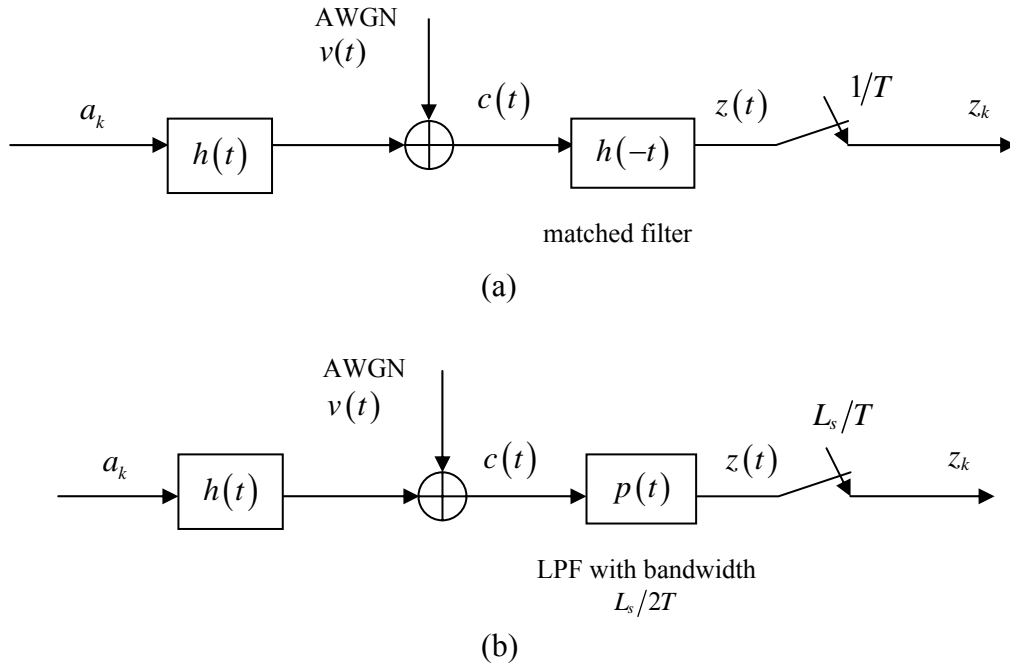 AWGN
v(t)
a_k
h(t)
c(t)
h(−t)
z(t)
1/T
z_k
matched filter
(a)
AWGN
v(t)
a_k
h(t)
c(t)
p(t)
z(t)
L_s/T
z_k
LPF with bandwidth
L_s/2T
(b)